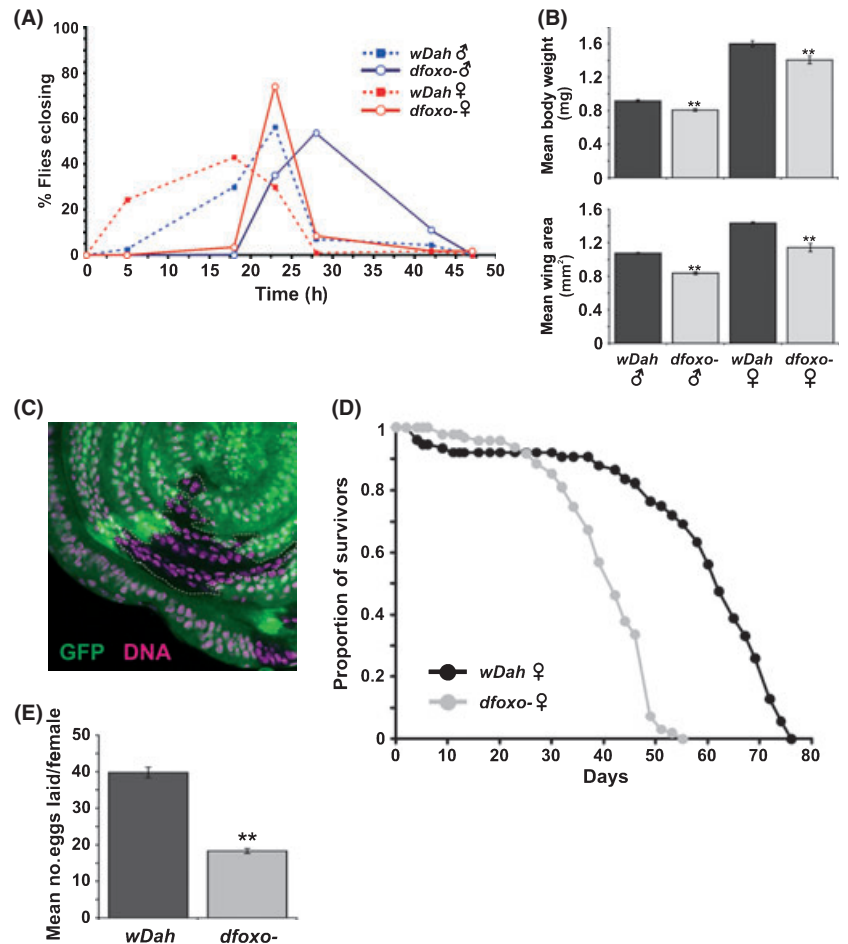 (A)
% Flies eclosing
100
80
60
40
20
0
0 5 10 15 20 25 30 35 40 45 50
Time (h)
wDah ♂
dfoxo- ♂
wDah ♀
dfoxo- ♀
(B)
Mean body weight
(mg)
1.6
1.2
0.8
0.4
0
** **
Mean wing area
(mm²)
1.6
1.2
0.8
0.4
0
** **
wDah dfoxo- wDah dfoxo-
♂ ♂ ♀ ♀
(C)
GFP DNA
(D)
Proportion of survivors
1
0.8
0.6
0.4
0.2
0
0 10 20 30 40 50 60 70 80
Days
wDah ♀
dfoxo- ♀
(E)
Mean no.eggs laid/female
50
40
30
20
10
0
**
wDah dfoxo-